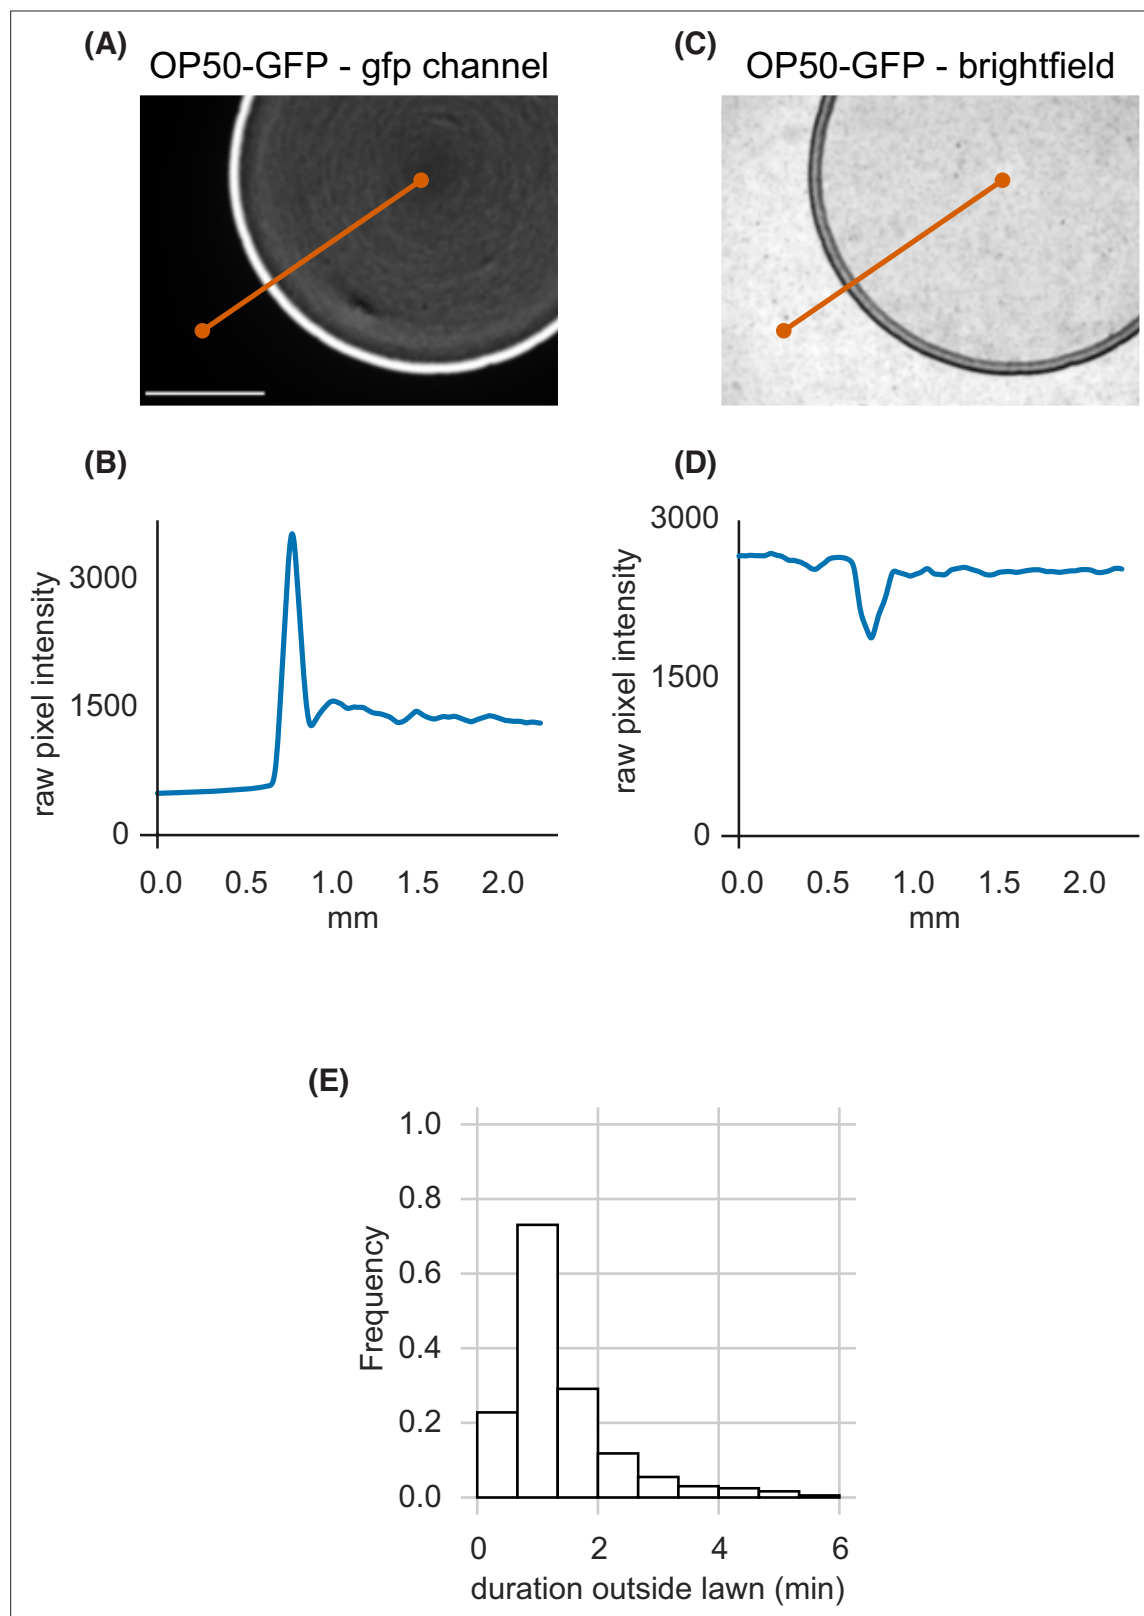 (A)
OP50-GFP - gfp channel
(C)
OP50-GFP - brightfield
(B)
raw pixel intensity
3000
1500
0
0.0 0.5 1.0 1.5 2.0
mm
(D)
raw pixel intensity
3000
1500
0
0.0 0.5 1.0 1.5 2.0
mm
(E)
Frequency
1.0
0.8
0.6
0.4
0.2
0.0
0 2 4 6
duration outside lawn (min)